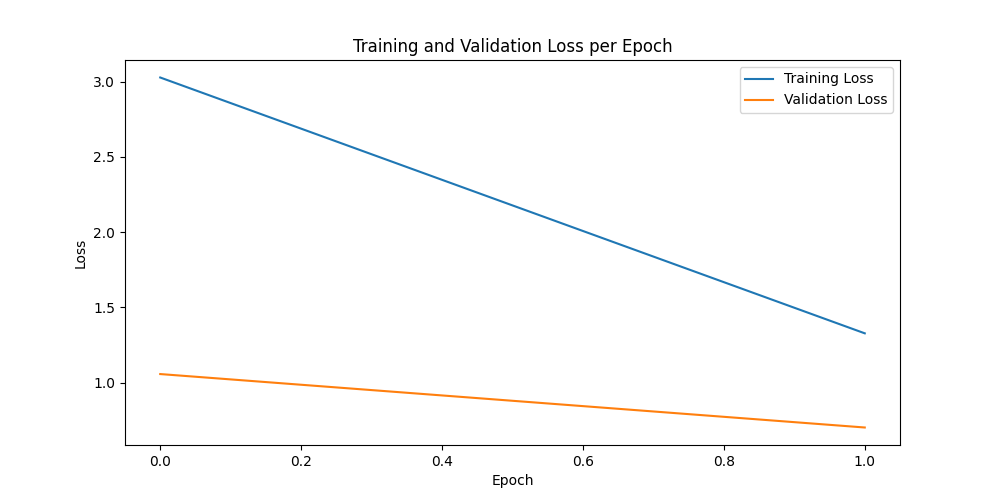 Training and Validation Loss per Epoch
Training Loss
Validation Loss
3.0
2.5
2.0
1.5
1.0
Loss
0.0 0.2 0.4 0.6 0.8 1.0
Epoch